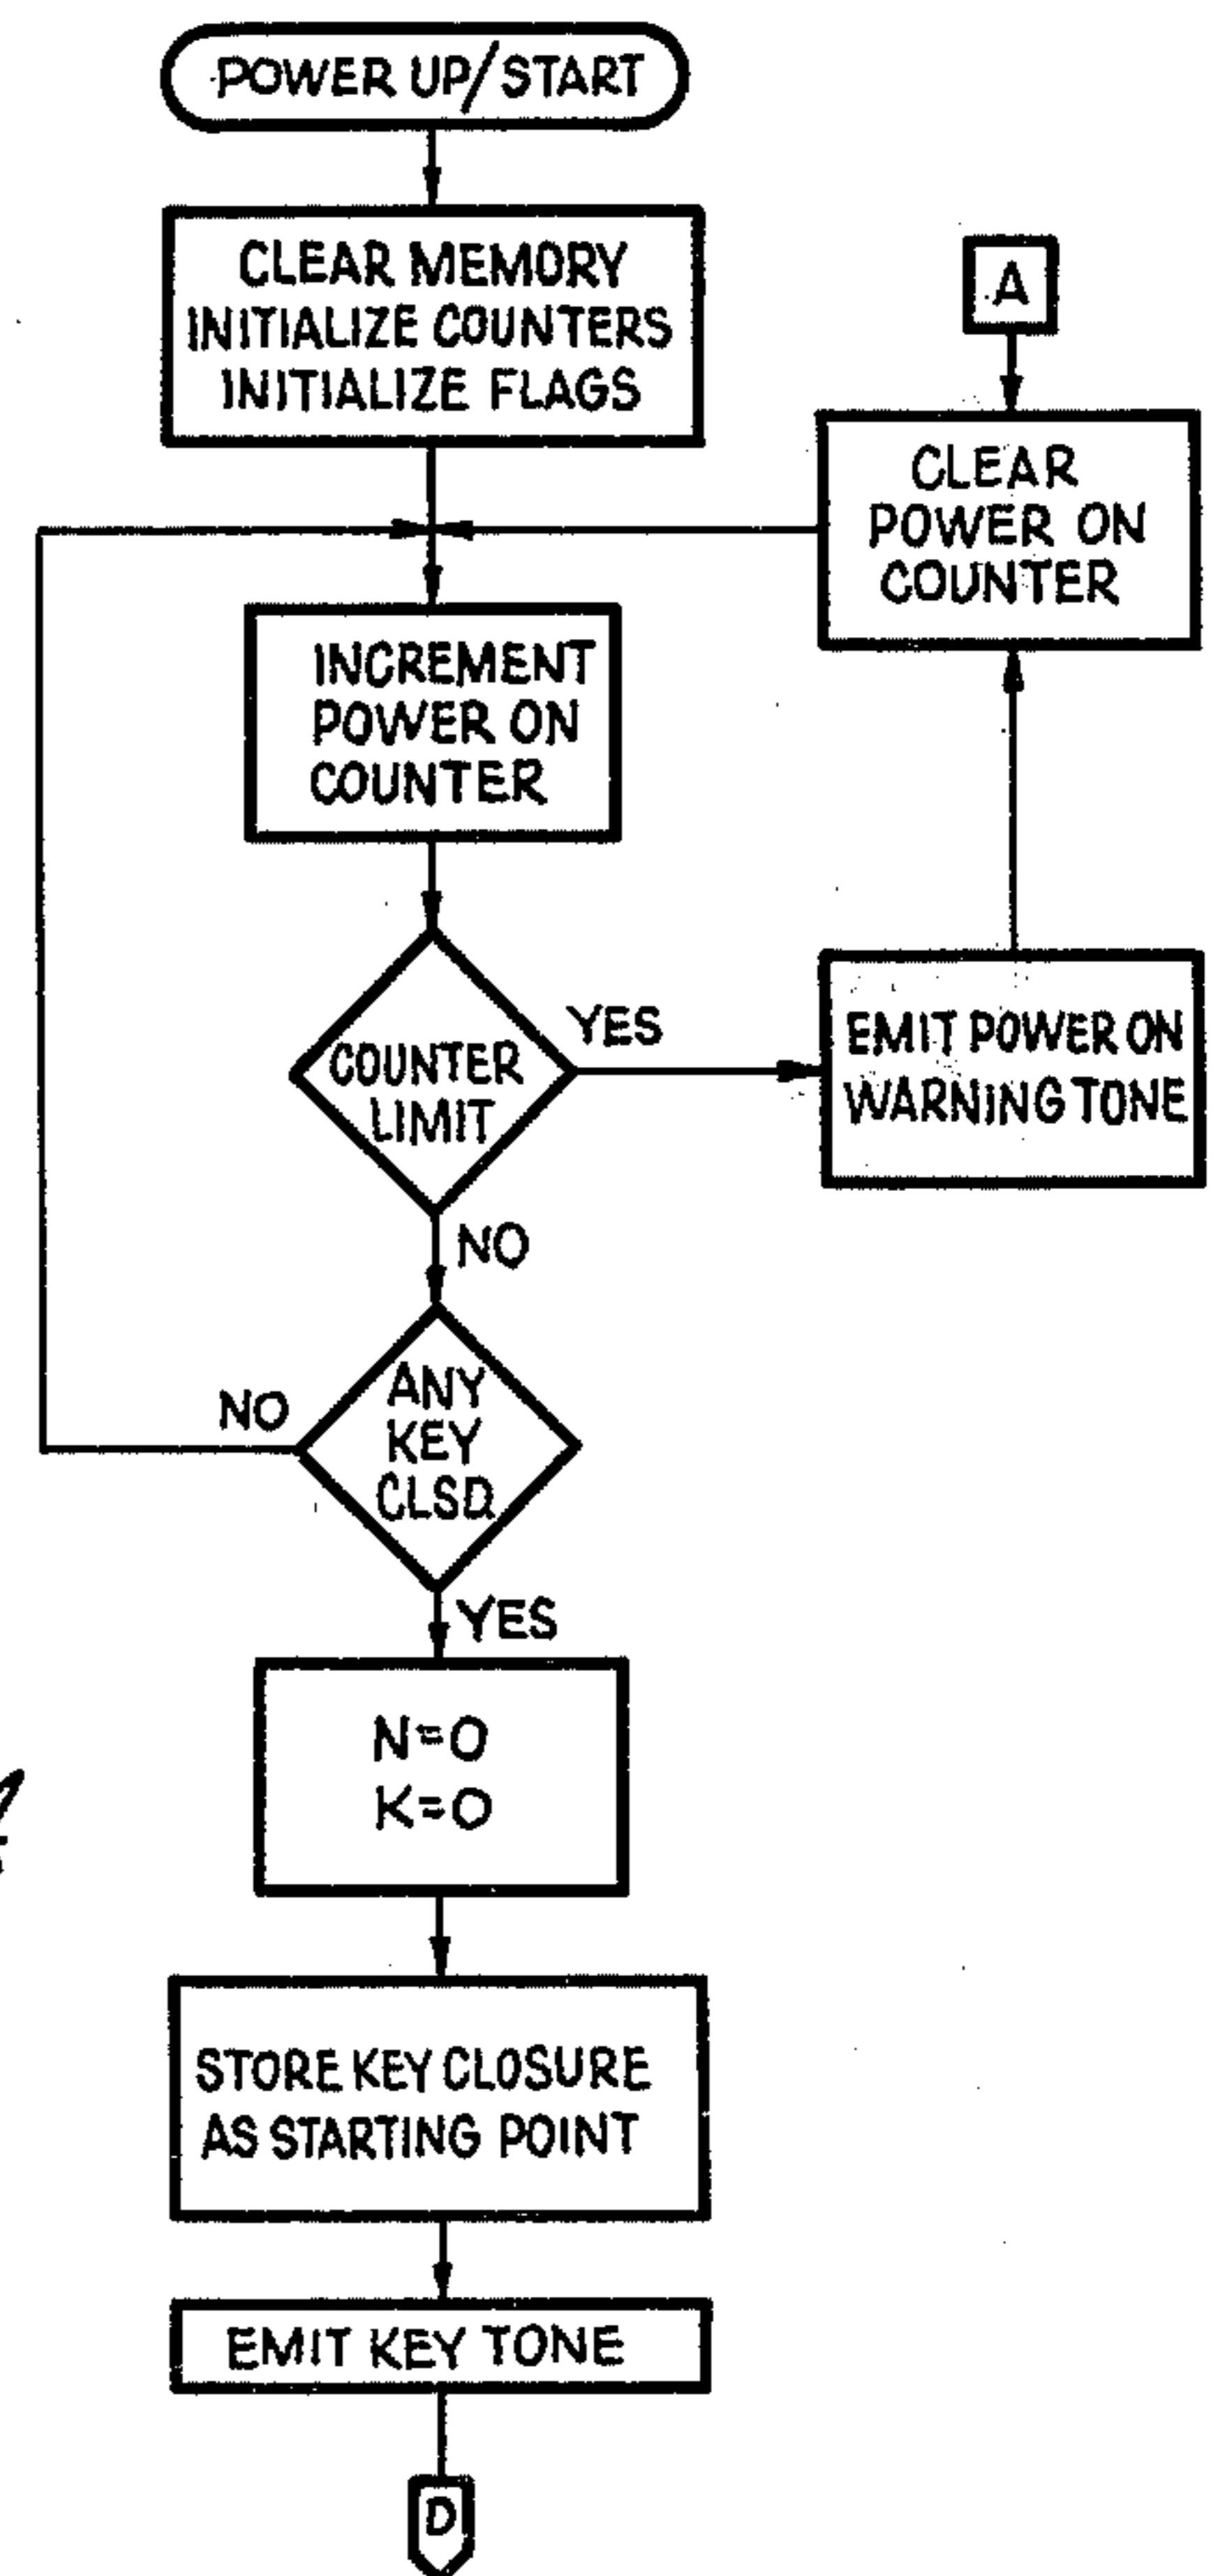 POWER UP/START
CLEAR MEMORY
INITIALIZE COUNTERS
INITIALIZE FLAGS
A
CLEAR
POWER ON
COUNTER
INCREMENT
POWER ON
COUNTER
COUNTER
LIMIT
YES
EMIT POWER ON
WARNING TONE
NO
ANY
KEY
CLSD.
NO
YES
N=0
K=0
STORE KEY CLOSURE
AS STARTING POINT
EMIT KEY TONE
D